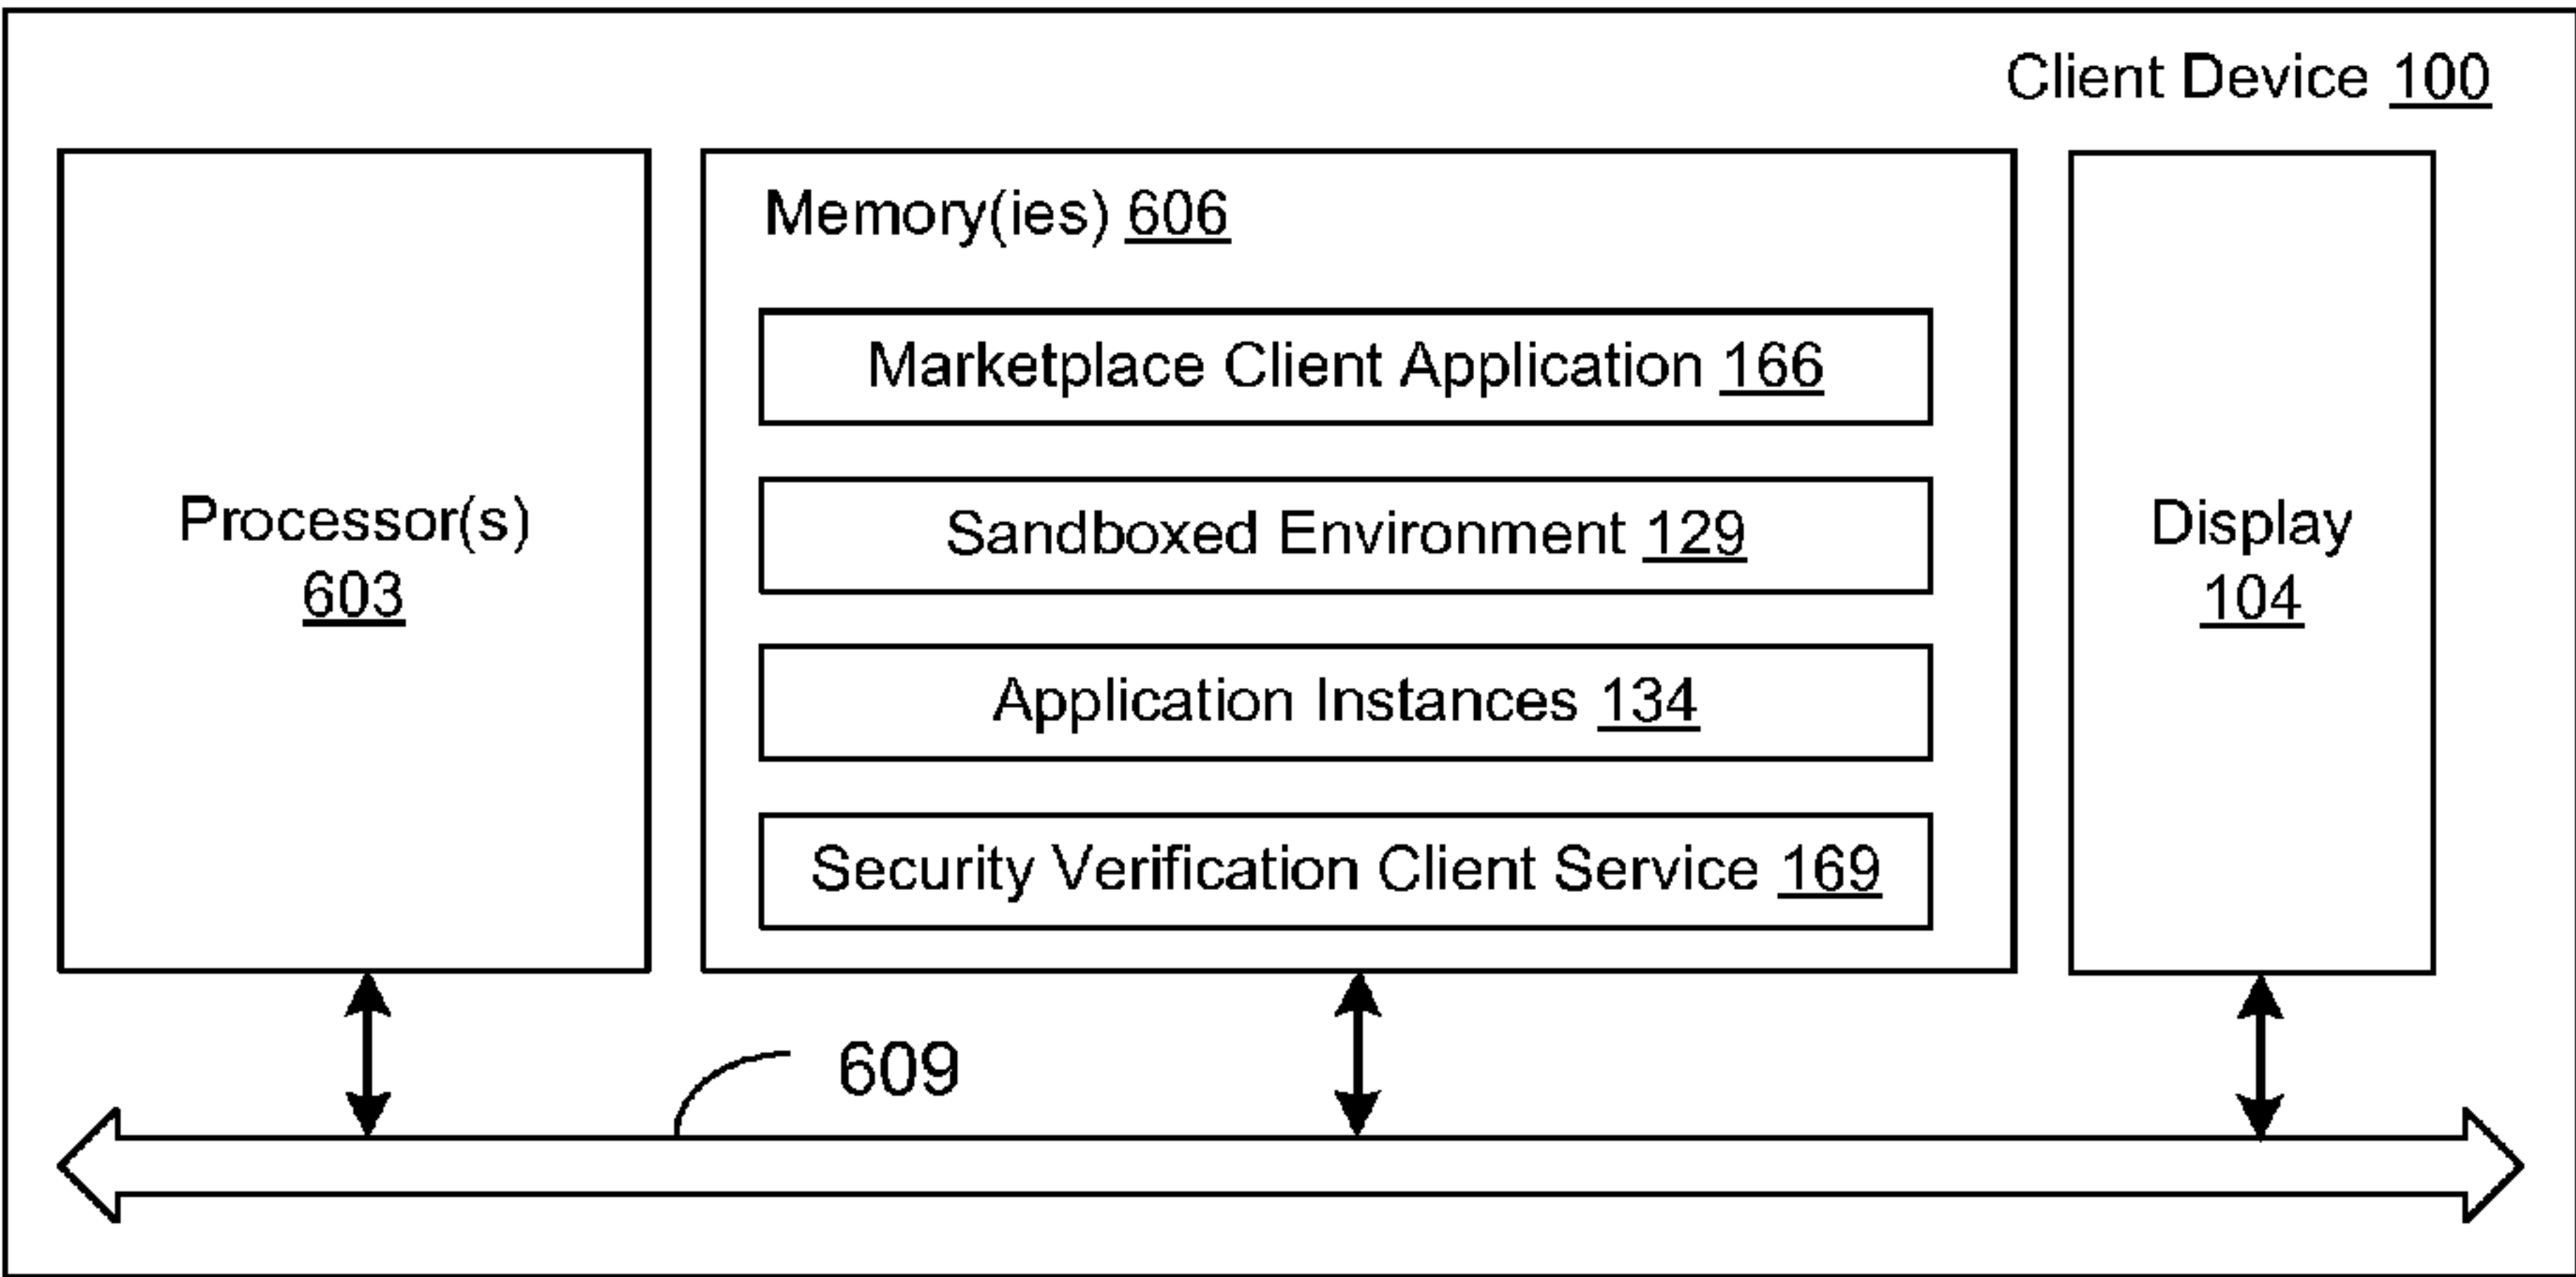 Client Device 100
Processor(s)
603
Memory(ies) 606
Marketplace Client Application 166
Sandboxed Environment 129
Application Instances 134
Security Verification Client Service 169
Display
104
609